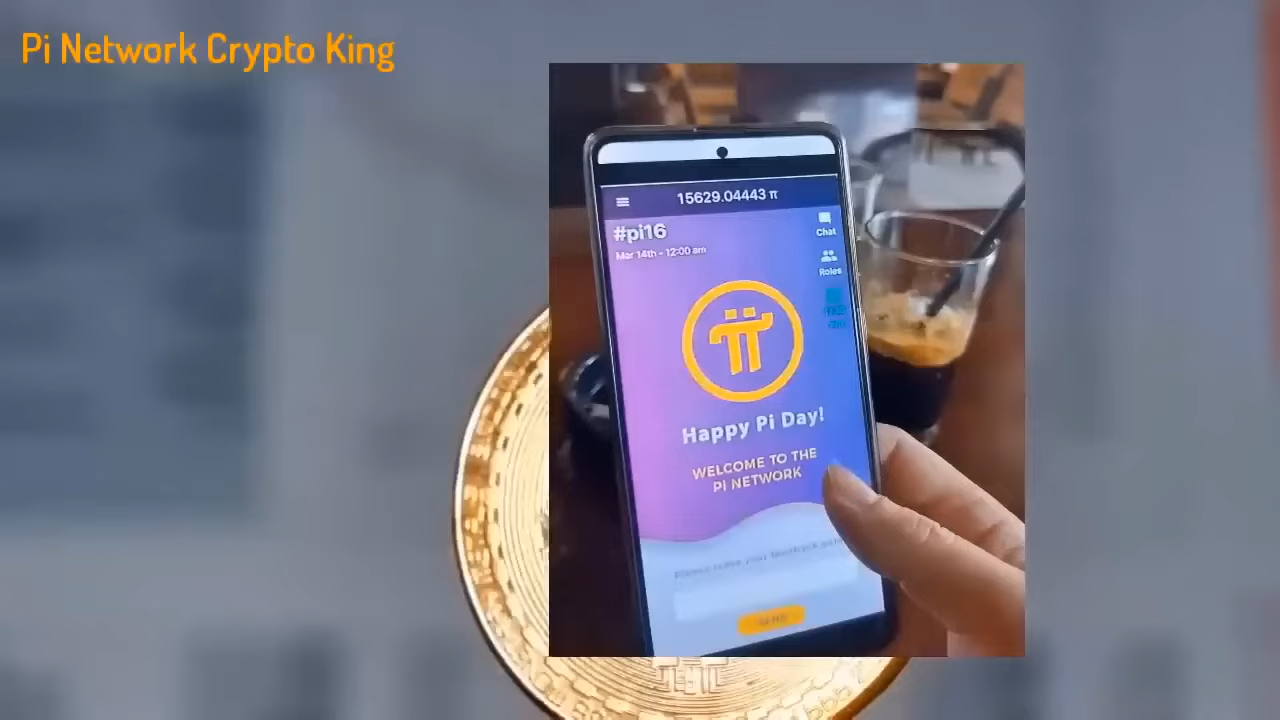 Pi Network Crypto King
15629.04443 π
#pi16
Mar 14th - 12:00 am
Chat
Roles
Happy Pi Day!
WELCOME TO THE
PI NETWORK